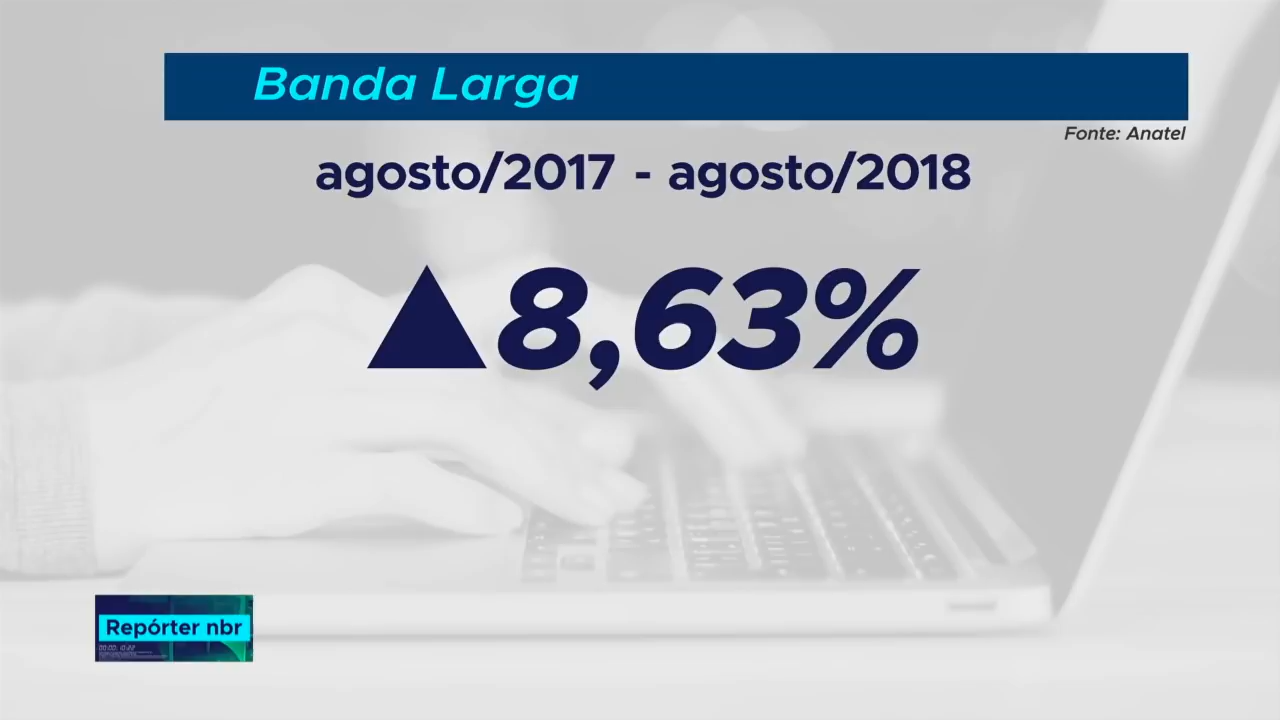 Banda Larga
Fonte: Anatel
agosto/2017 - agosto/2018
▲8,63%
Repórter nbr